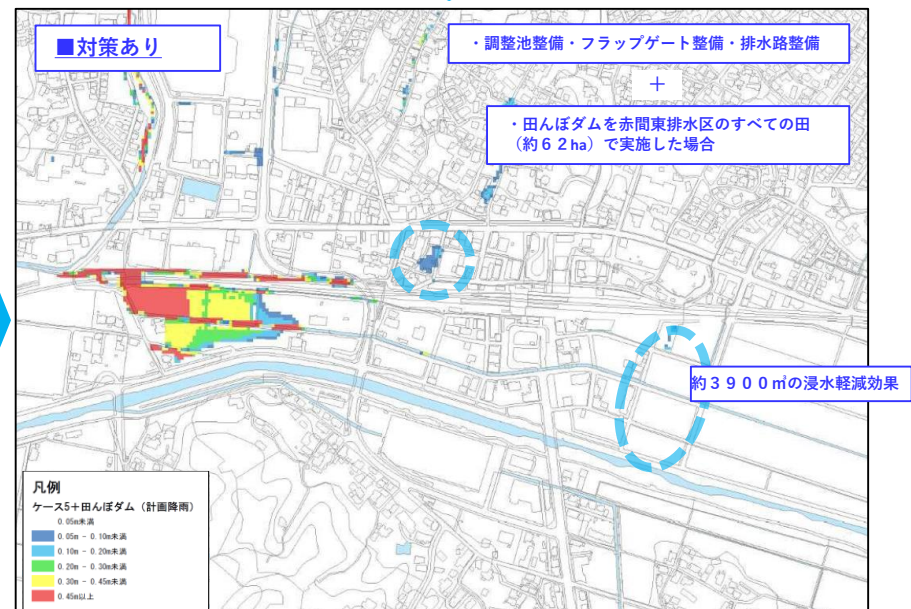 ■対策あり
・調整池整備・フラップゲート整備・排水路整備
＋
・田んぼダムを赤間東排水区のすべての田
（約６２ha）で実施した場合
約３９００㎡の浸水軽減効果
凡例
ケース5＋田んぼダム（計画降雨）
0.05m未満
0.05m - 0.10m未満
0.10m - 0.20m未満
0.20m - 0.30m未満
0.30m - 0.45m未満
0.45m以上